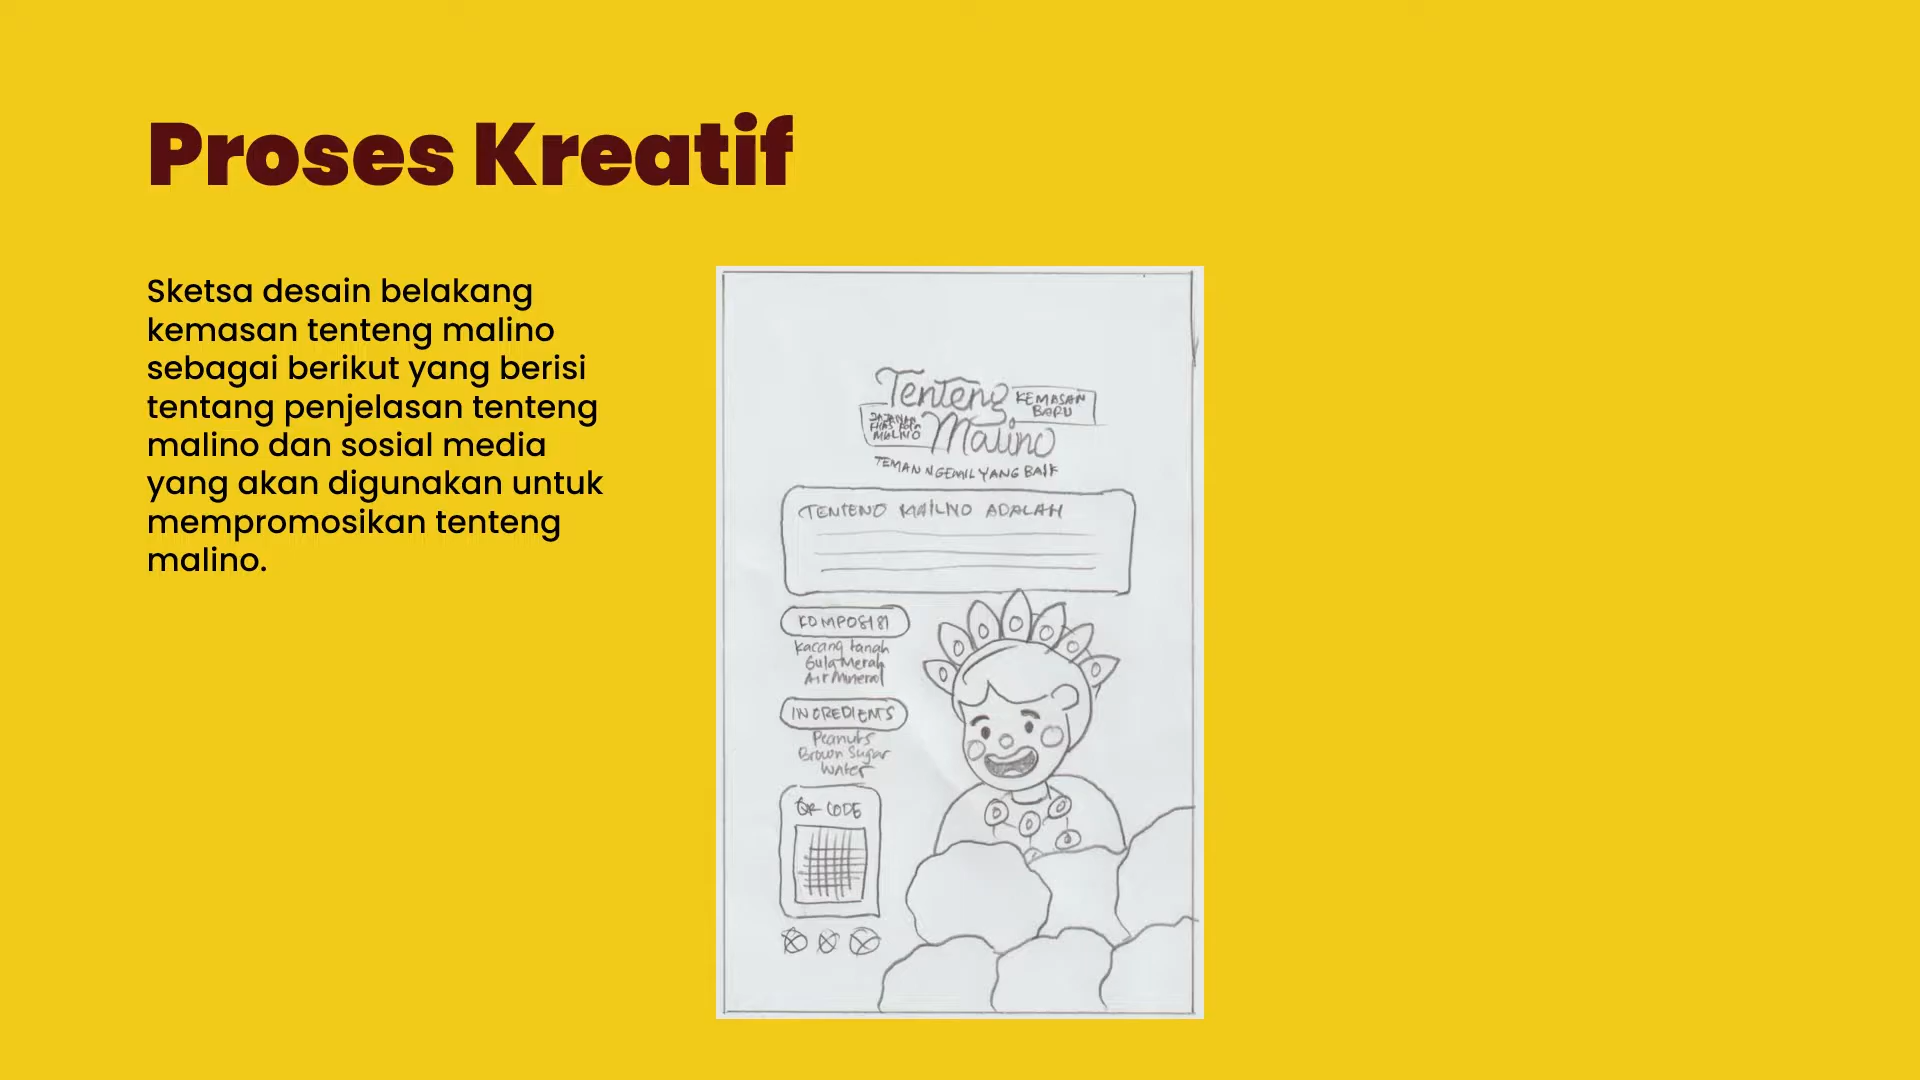 Proses Kreatif
Sketsa desain belakang
kemasan tenteng malino
sebagai berikut yang berisi
tentang penjelasan tenteng
malino dan sosial media
yang akan digunakan untuk
mempromosikan tenteng
malino.
Tenteng
KEMASAN
BARU
MALINO
Malino
TEMAN NGEMIL YANG BAIK
TENTENG MALINO ADALAH
KOMPOSISI
Kacang tanah
Gula Merah
Air Mineral
INGREDIENTS
Peanuts
Brown Sugar
Water
QR CODE